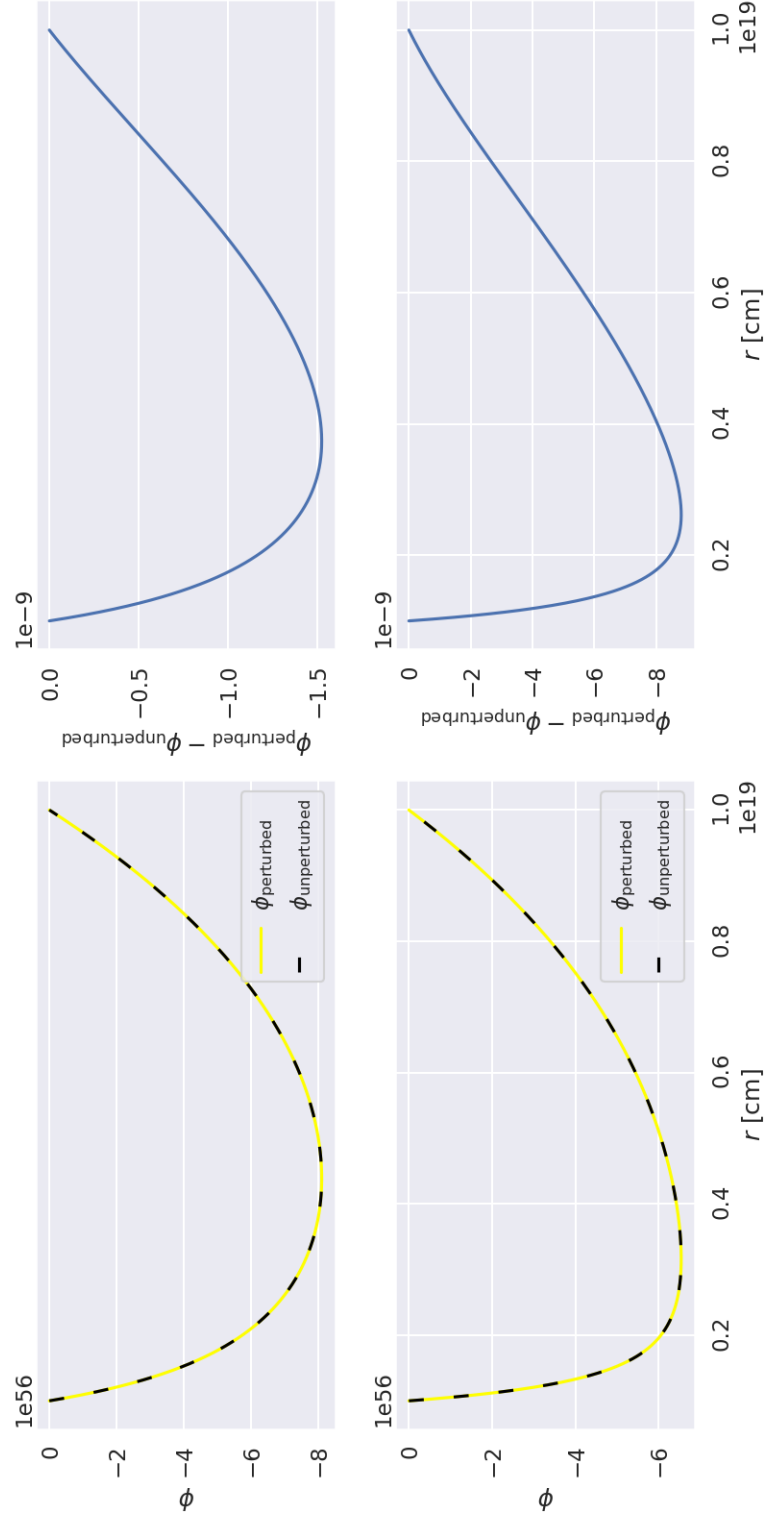 1e56
0
−2
−4
−6
−8
ϕ
ϕperturbed
ϕunperturbed
1e−9
0.0
−0.5
−1.0
−1.5
ϕperturbed − ϕunperturbed
1e56
0
−2
−4
−6
ϕ
ϕperturbed
ϕunperturbed
0.2 0.4 0.6 0.8 1.0
1e19
r [cm]
1e−9
0
−2
−4
−6
−8
ϕperturbed − ϕunperturbed
0.2 0.4 0.6 0.8 1.0
1e19
r [cm]